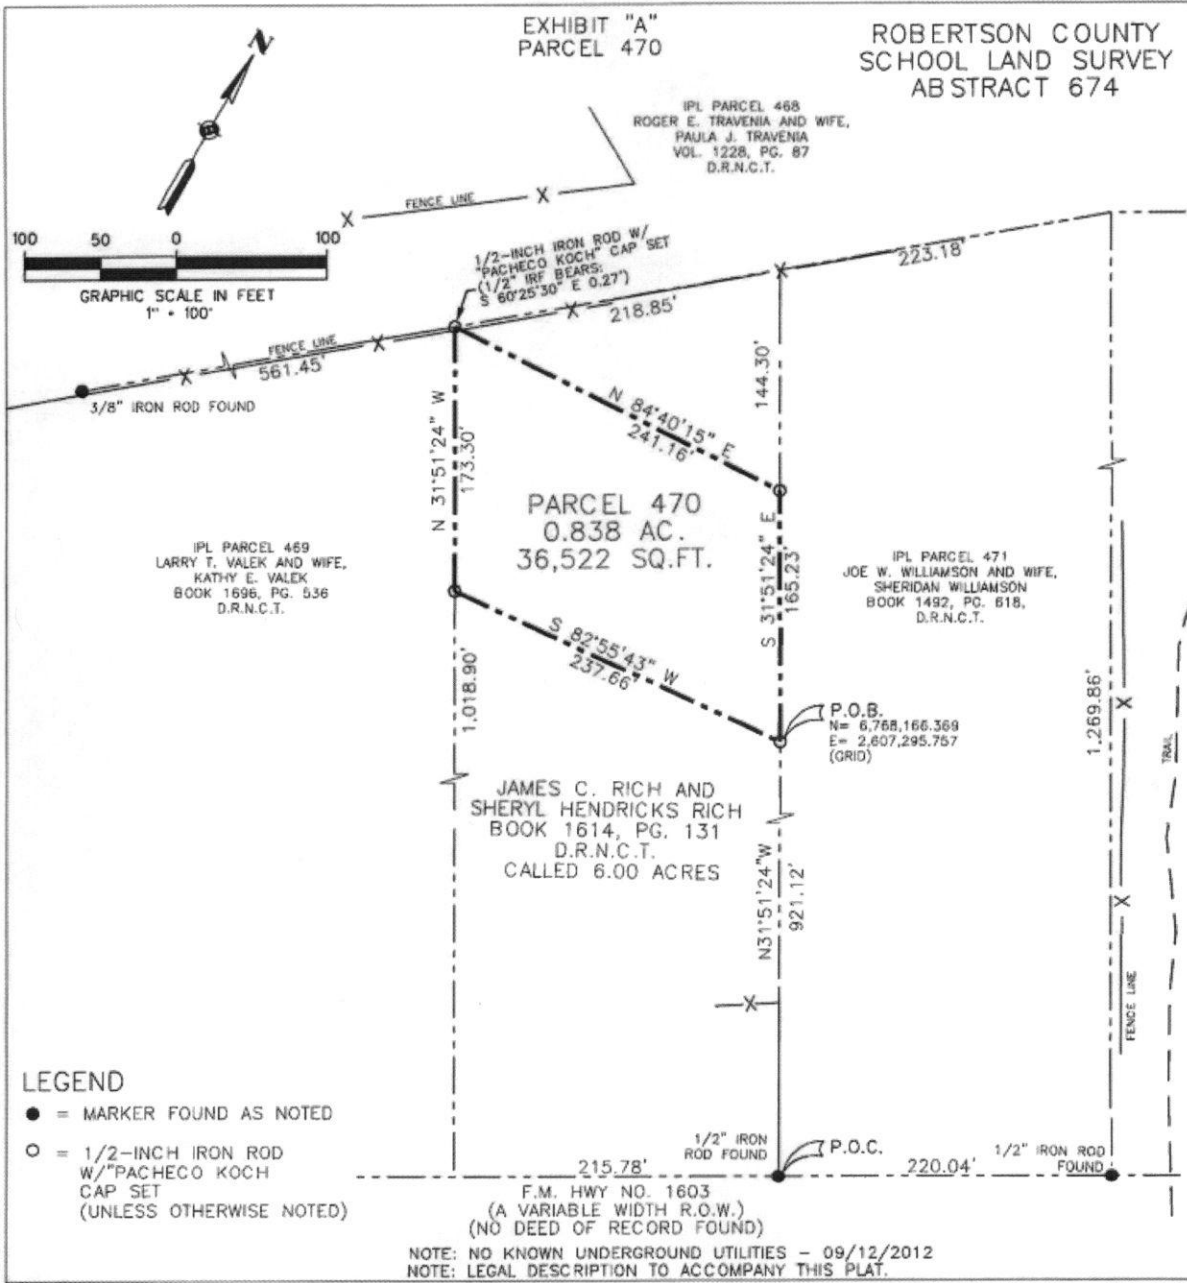 EXHIBIT "A"
PARCEL 470
ROBERTSON COUNTY
SCHOOL LAND SURVEY
ABSTRACT 674
N
IPL PARCEL 468
ROGER E. TRAVENIA AND WIFE,
PAULA J. TRAVENIA
VOL. 1228, PG. 87
D.R.N.C.T.
FENCE LINE
100 50 0 100
GRAPHIC SCALE IN FEET
1" = 100'
1/2-INCH IRON ROD W/
"PACHECO KOCH" CAP SET
(1/2" IRF BEARS:
S 60°25'30" E 0.27')
223.18'
218.85'
FENCE LINE
561.45'
3/8" IRON ROD FOUND
144.30'
N 84°40'15" E
241.16'
N 31°51'24" W
173.30'
PARCEL 470
0.838 AC.
36,522 SQ.FT.
S 31°51'24" E
165.23'
IPL PARCEL 469
LARRY T. VALEK AND WIFE,
KATHY E. VALEK
BOOK 1696, PG. 536
D.R.N.C.T.
IPL PARCEL 471
JOE W. WILLIAMSON AND WIFE,
SHERIDAN WILLIAMSON
BOOK 1492, PG. 618,
D.R.N.C.T.
S 82°55'43" W
237.66'
1,018.90'
P.O.B.
N= 6,768,166.369
E= 2,607,295.757
(GRID)
1,269.86'
TRAIL
JAMES C. RICH AND
SHERYL HENDRICKS RICH
BOOK 1614, PG. 131
D.R.N.C.T.
CALLED 6.00 ACRES
N31°51'24"W
921.12'
FENCE LINE
LEGEND
= MARKER FOUND AS NOTED
= 1/2-INCH IRON ROD
W/"PACHECO KOCH
CAP SET
(UNLESS OTHERWISE NOTED)
1/2" IRON
ROD FOUND
P.O.C.
1/2" IRON ROD
FOUND
215.78'
220.04'
F.M. HWY NO. 1603
(A VARIABLE WIDTH R.O.W.)
(NO DEED OF RECORD FOUND)
NOTE: NO KNOWN UNDERGROUND UTILITIES - 09/12/2012
NOTE: LEGAL DESCRIPTION TO ACCOMPANY THIS PLAT.